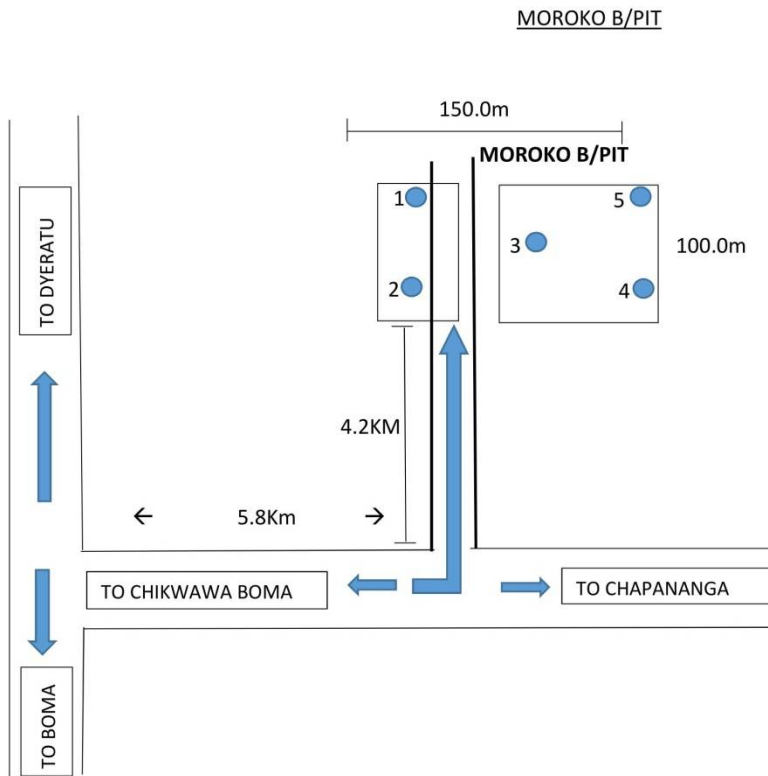 MOROKO B/PIT
150.0m
MOROKO B/PIT
1
5
3
100.0m
2
4
TO DYERATU
4.2KM
5.8Km
TO CHIKWAWA BOMA
TO CHAPANANGA
TO BOMA